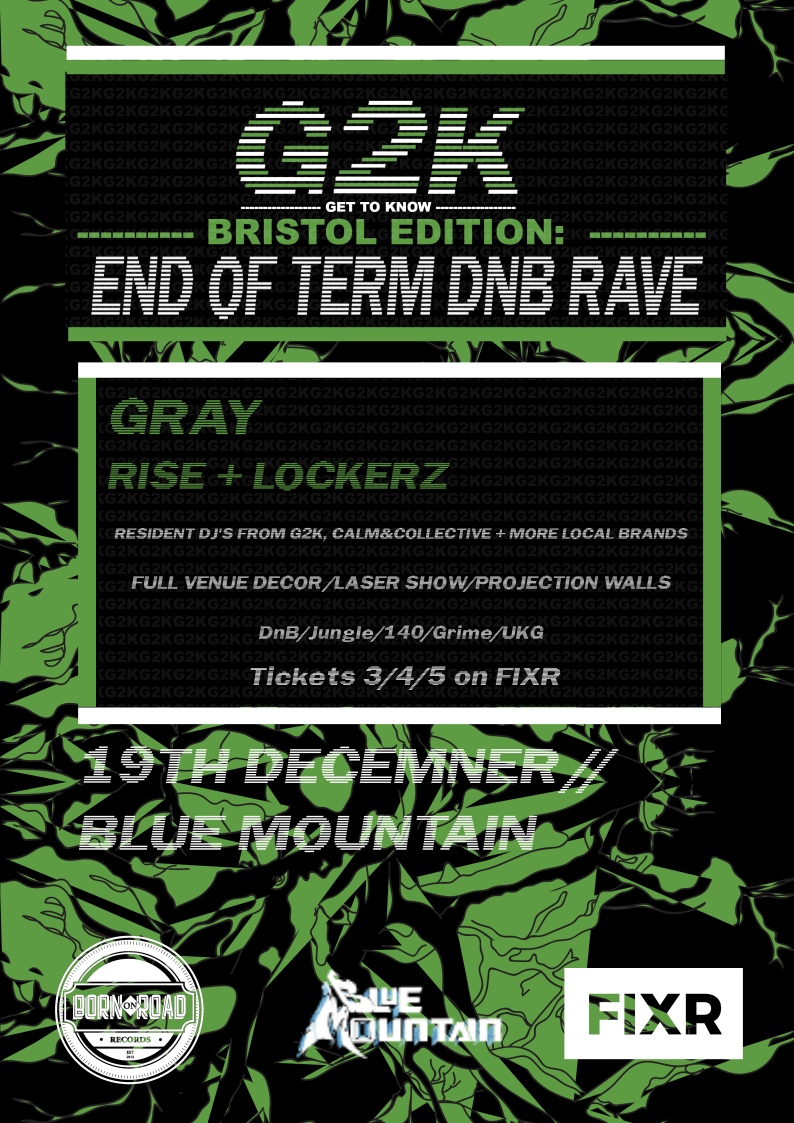 G2K
------------------ GET TO KNOW ------------------
---------- BRISTOL EDITION: ----------
END OF TERM DNB RAVE
GRAY
RISE + LOCKERZ
RESIDENT DJ'S FROM G2K, CALM&COLLECTIVE + MORE LOCAL BRANDS
FULL VENUE DECOR/LASER SHOW/PROJECTION WALLS
DnB/Jungle/140/Grime/UKG
Tickets 3/4/5 on FIXR
19TH DECEMNER//
BLUE MOUNTAIN
BORN ON ROAD
• RECORDS •
EST
BLUE
MOUNTAIN
FIXR